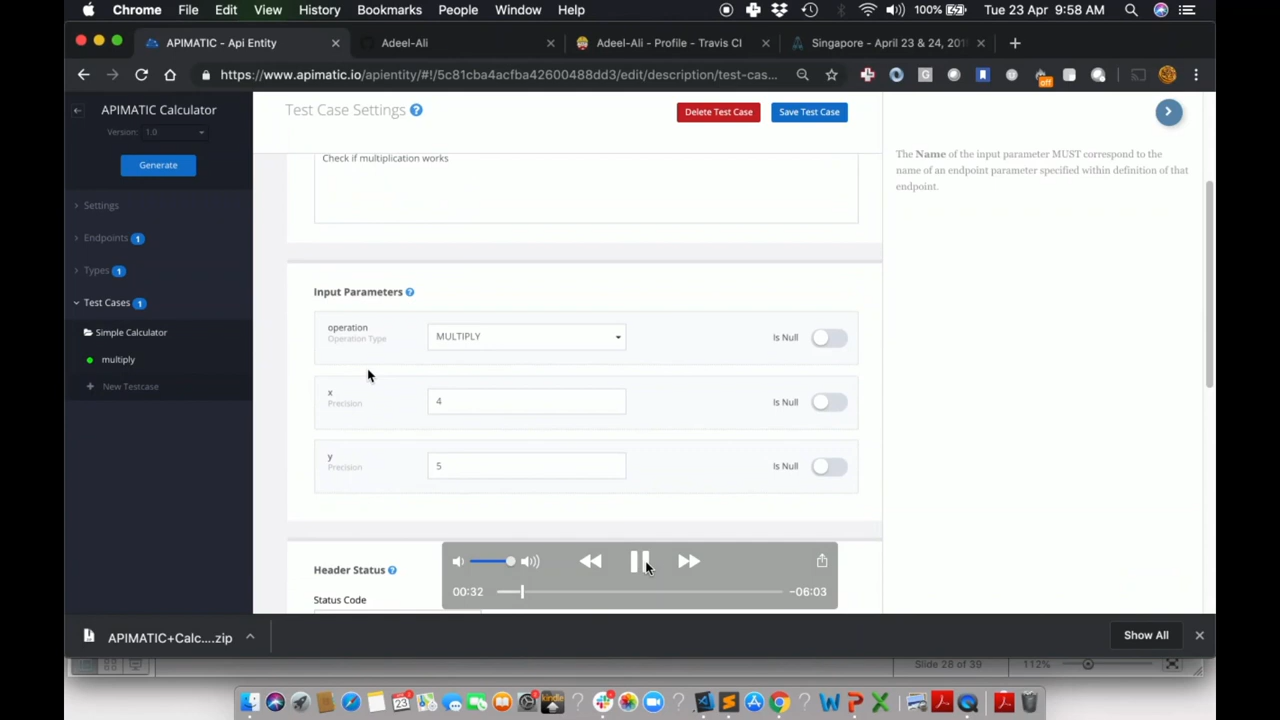 Chrome File Edit View History Bookmarks People Window Help 100% Tue 23 Apr 9:58 AM
APIMATIC - Api Entity
Adeel-Ali
Adeel-Ali - Profile - Travis CI
Singapore - April 23 & 24, 201
https://www.apimatic.io/apientity#!/5c81cba4acfba42600488dd3/edit/description/test-cas...
off
APIMATIC Calculator
Version: 1.0
Generate
Settings
Endpoints 1
Types 1
Test Cases 1
Simple Calculator
multiply
New Testcase
Test Case Settings ?
Delete Test Case
Save Test Case
Check if multiplication works
Input Parameters ?
operation
Operation Type
MULTIPLY
Is Null
x
Precision
4
Is Null
y
Precision
5
Is Null
Header Status ?
Status Code
The Name of the input parameter MUST correspond to the
name of an endpoint parameter specified within definition of that
endpoint.
00:32
−06:03
APIMATIC+Calc....zip
Show All
Slide 28 of 39
112%